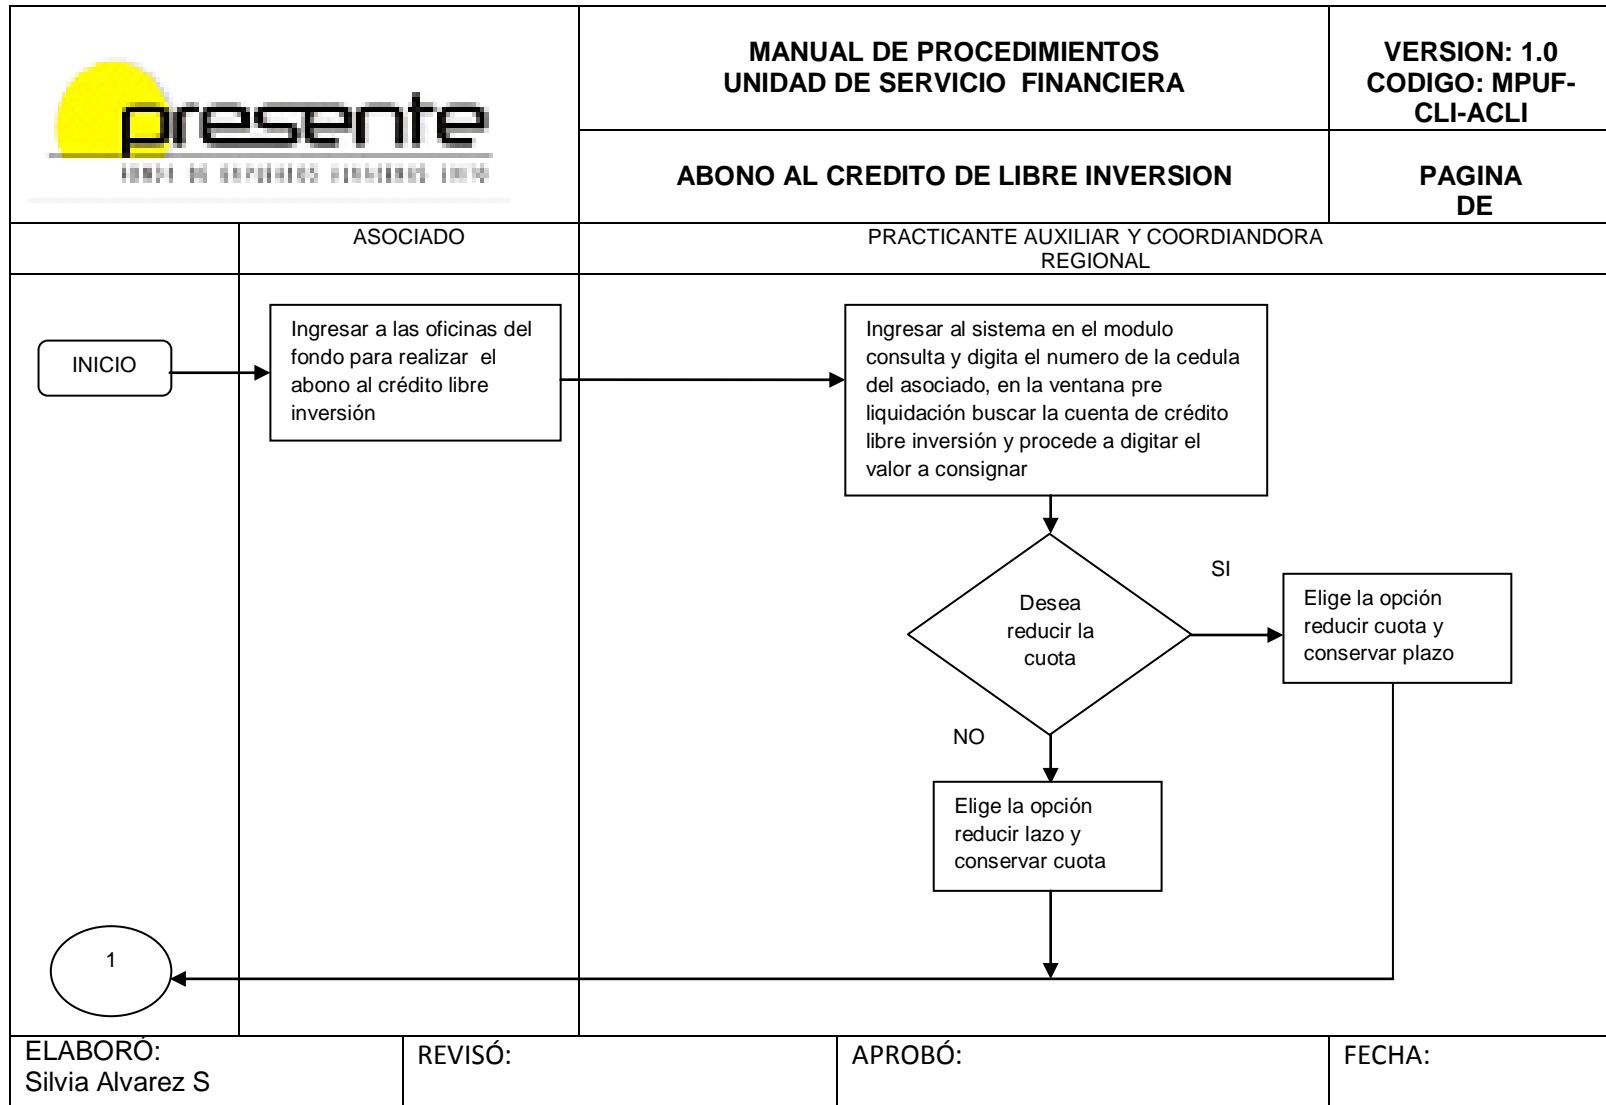 presente
MANUAL DE PROCEDIMIENTOS
UNIDAD DE SERVICIO FINANCIERA
VERSION: 1.0
CODIGO: MPUF-
CLI-ACLI
ABONO AL CREDITO DE LIBRE INVERSION
PAGINA
DE
ASOCIADO
PRACTICANTE AUXILIAR Y COORDIANDORA
REGIONAL
INICIO
Ingresar a las oficinas del
fondo para realizar el
abono al crédito libre
inversión
Ingresar al sistema en el modulo
consulta y digita el numero de la cedula
del asociado, en la ventana pre
liquidación buscar la cuenta de crédito
libre inversión y procede a digitar el
valor a consignar
Desea
reducir la
cuota
SI
Elige la opción
reducir cuota y
conservar plazo
NO
Elige la opción
reducir lazo y
conservar cuota
1
ELABORÓ:
Silvia Alvarez S
REVISÓ:
APROBÓ:
FECHA: